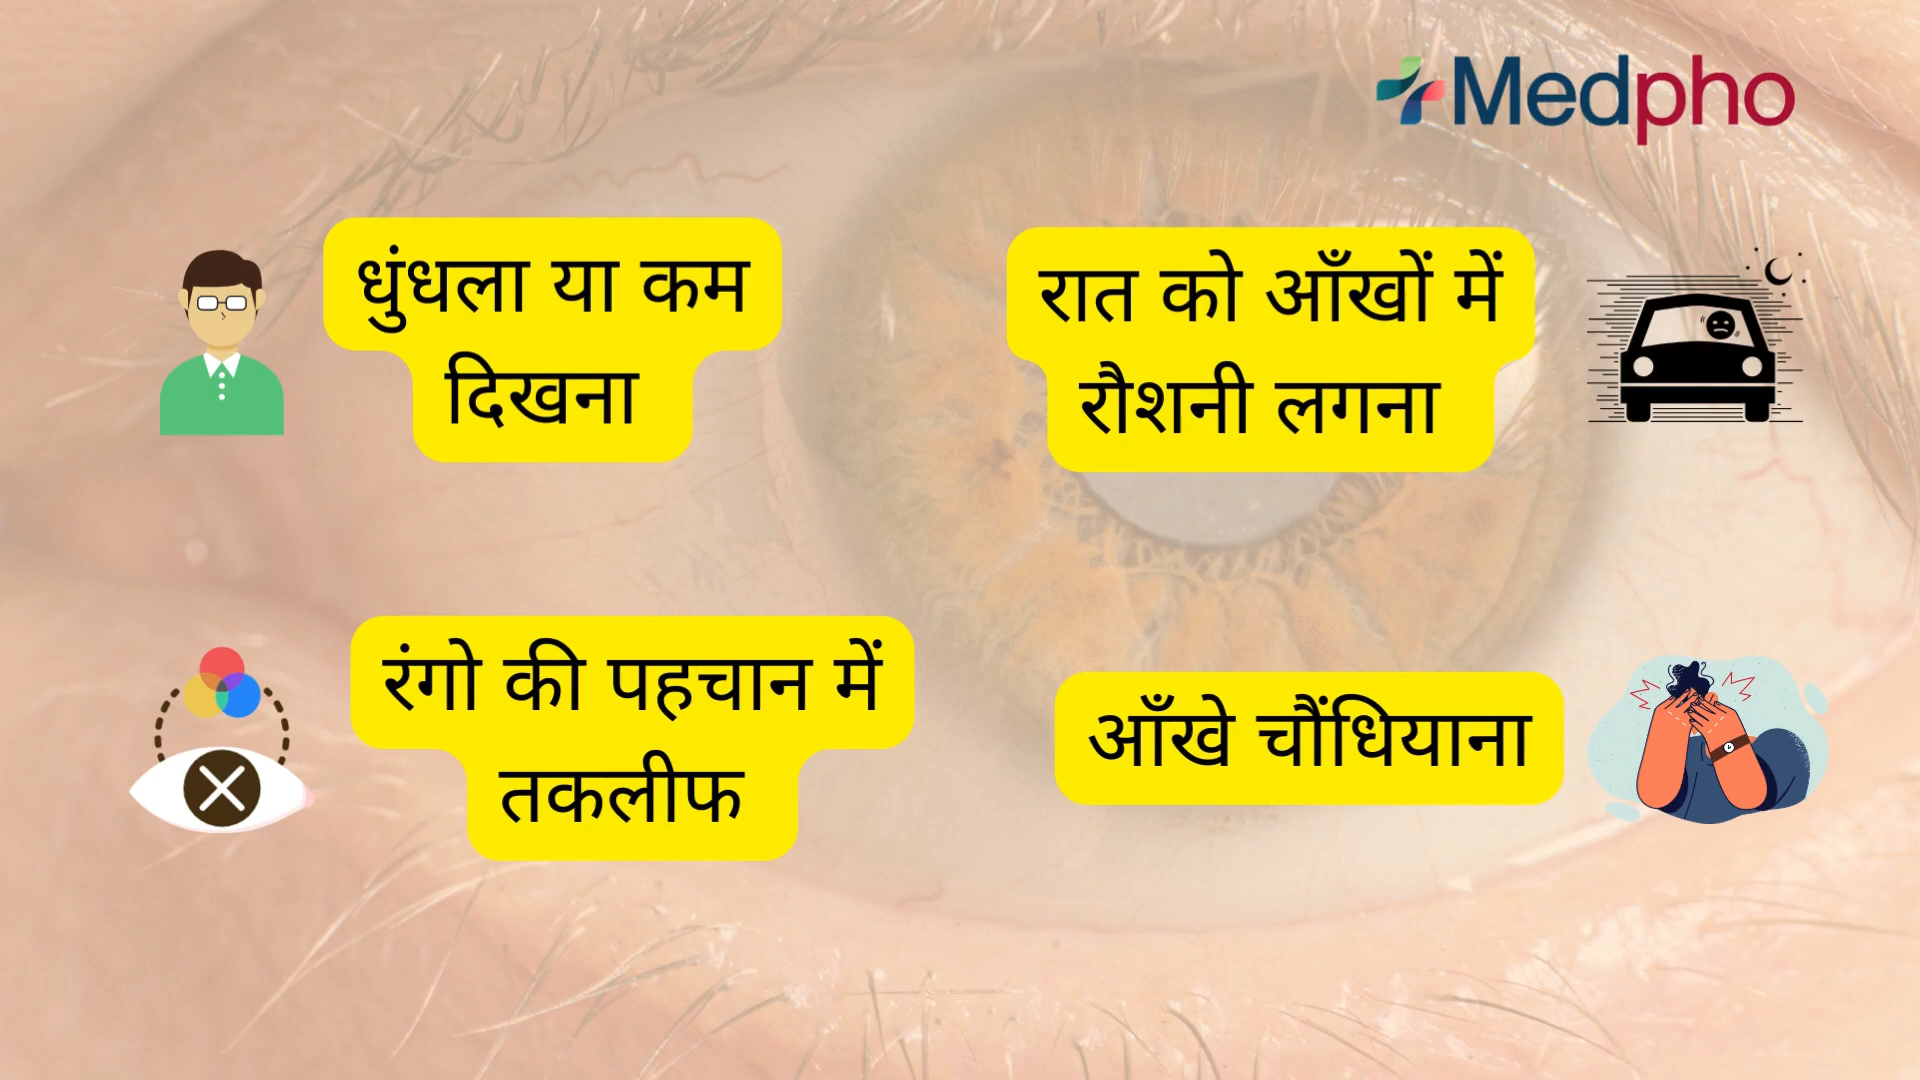 Medpho
धुंधला या कम
दिखना
रात को आँखों में
रौशनी लगना
रंगो की पहचान में
तकलीफ
आँखे चौंधियाना